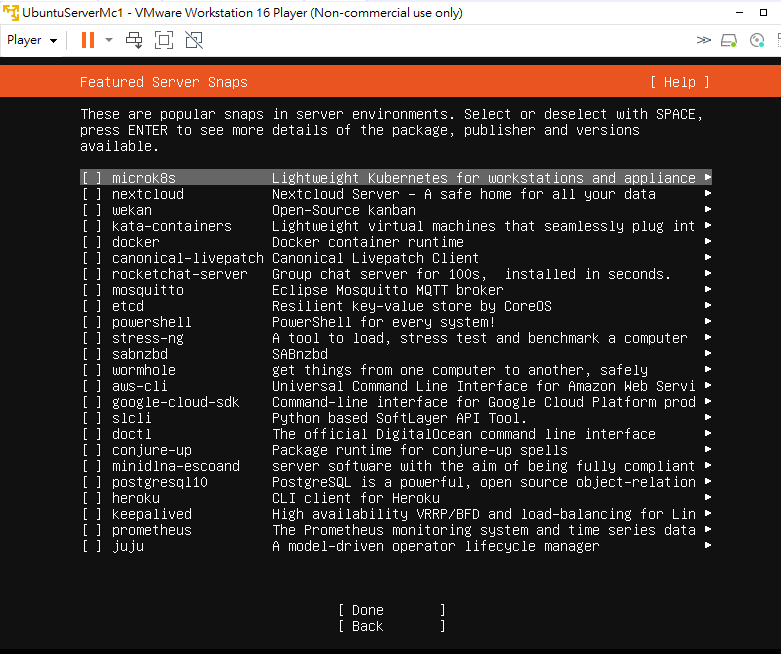 UbuntuServerMc1 - VMware Workstation 16 Player (Non-commercial use only)
Player
Featured Server Snaps [ Help ]
These are popular snaps in server environments. Select or deselect with SPACE,
press ENTER to see more details of the package, publisher and versions
available.
[ ] microk8s Lightweight Kubernetes for workstations and appliance
[ ] nextcloud Nextcloud Server - A safe home for all your data
[ ] wekan Open-Source kanban
[ ] kata-containers Lightweight virtual machines that seamlessly plug int
[ ] docker Docker container runtime
[ ] canonical-livepatch Canonical Livepatch Client
[ ] rocketchat-server Group chat server for 100s,  installed in seconds.
[ ] mosquitto Eclipse Mosquitto MQTT broker
[ ] etcd Resilient key-value store by CoreOS
[ ] powershell PowerShell for every system!
[ ] stress-ng A tool to load, stress test and benchmark a computer
[ ] sabnzbd SABnzbd
[ ] wormhole get things from one computer to another, safely
[ ] aws-cli Universal Command Line Interface for Amazon Web Servi
[ ] google-cloud-sdk Command-line interface for Google Cloud Platform prod
[ ] slcli Python based SoftLayer API Tool.
[ ] doctl The official DigitalOcean command line interface
[ ] conjure-up Package runtime for conjure-up spells
[ ] minidlna-escoand server software with the aim of being fully compliant
[ ] postgresql10 PostgreSQL is a powerful, open source object-relation
[ ] heroku CLI client for Heroku
[ ] keepalived High availability VRRP/BFD and load-balancing for Lin
[ ] prometheus The Prometheus monitoring system and time series data
[ ] juju A model-driven operator lifecycle manager
[ Done ]
[ Back ]